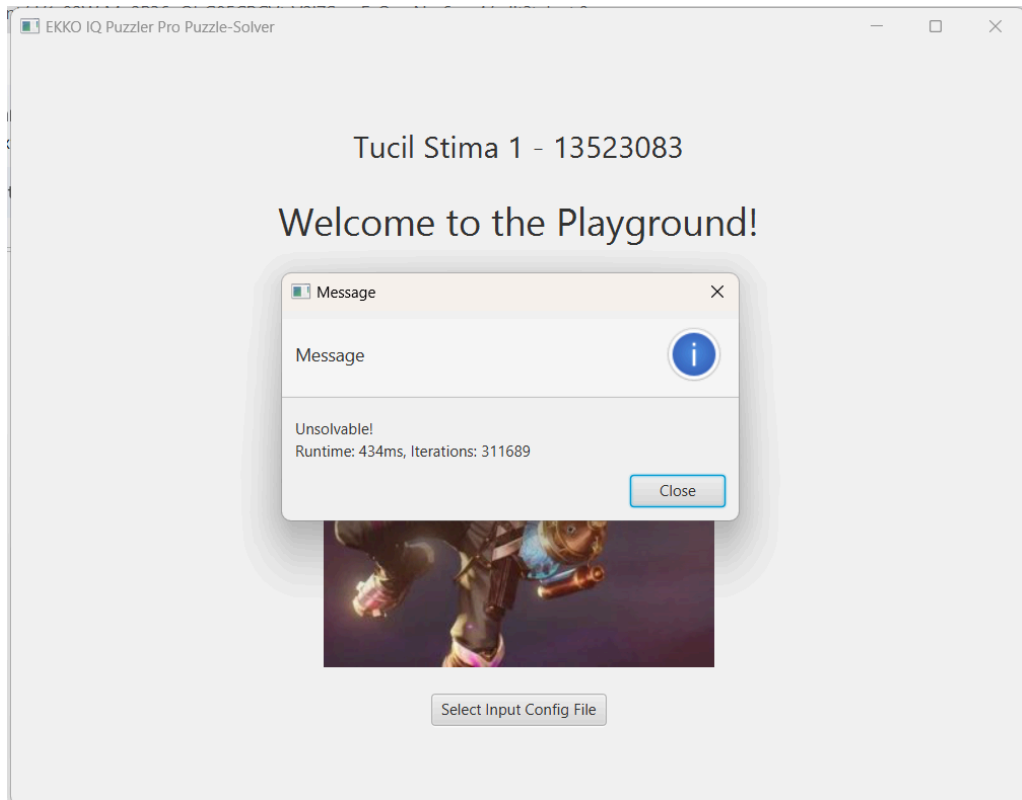 EKKO IQ Puzzler Pro Puzzle-Solver
Tucil Stima 1 - 13523083
Welcome to the Playground!
Message
Message
Unsolvable!
Runtime: 434ms, Iterations: 311689
Close
Select Input Config File